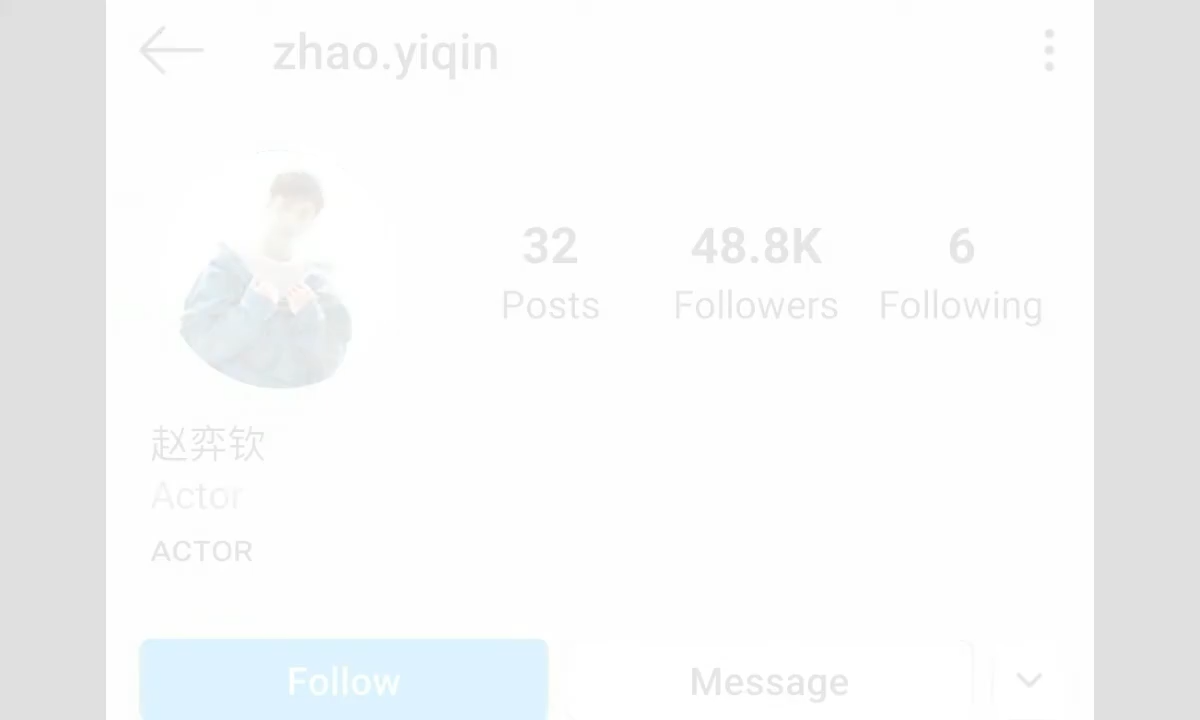 zhao.yiqin
32 48.8K 6
Posts Followers Following
赵弈钦
Actor
ACTOR
Follow Message